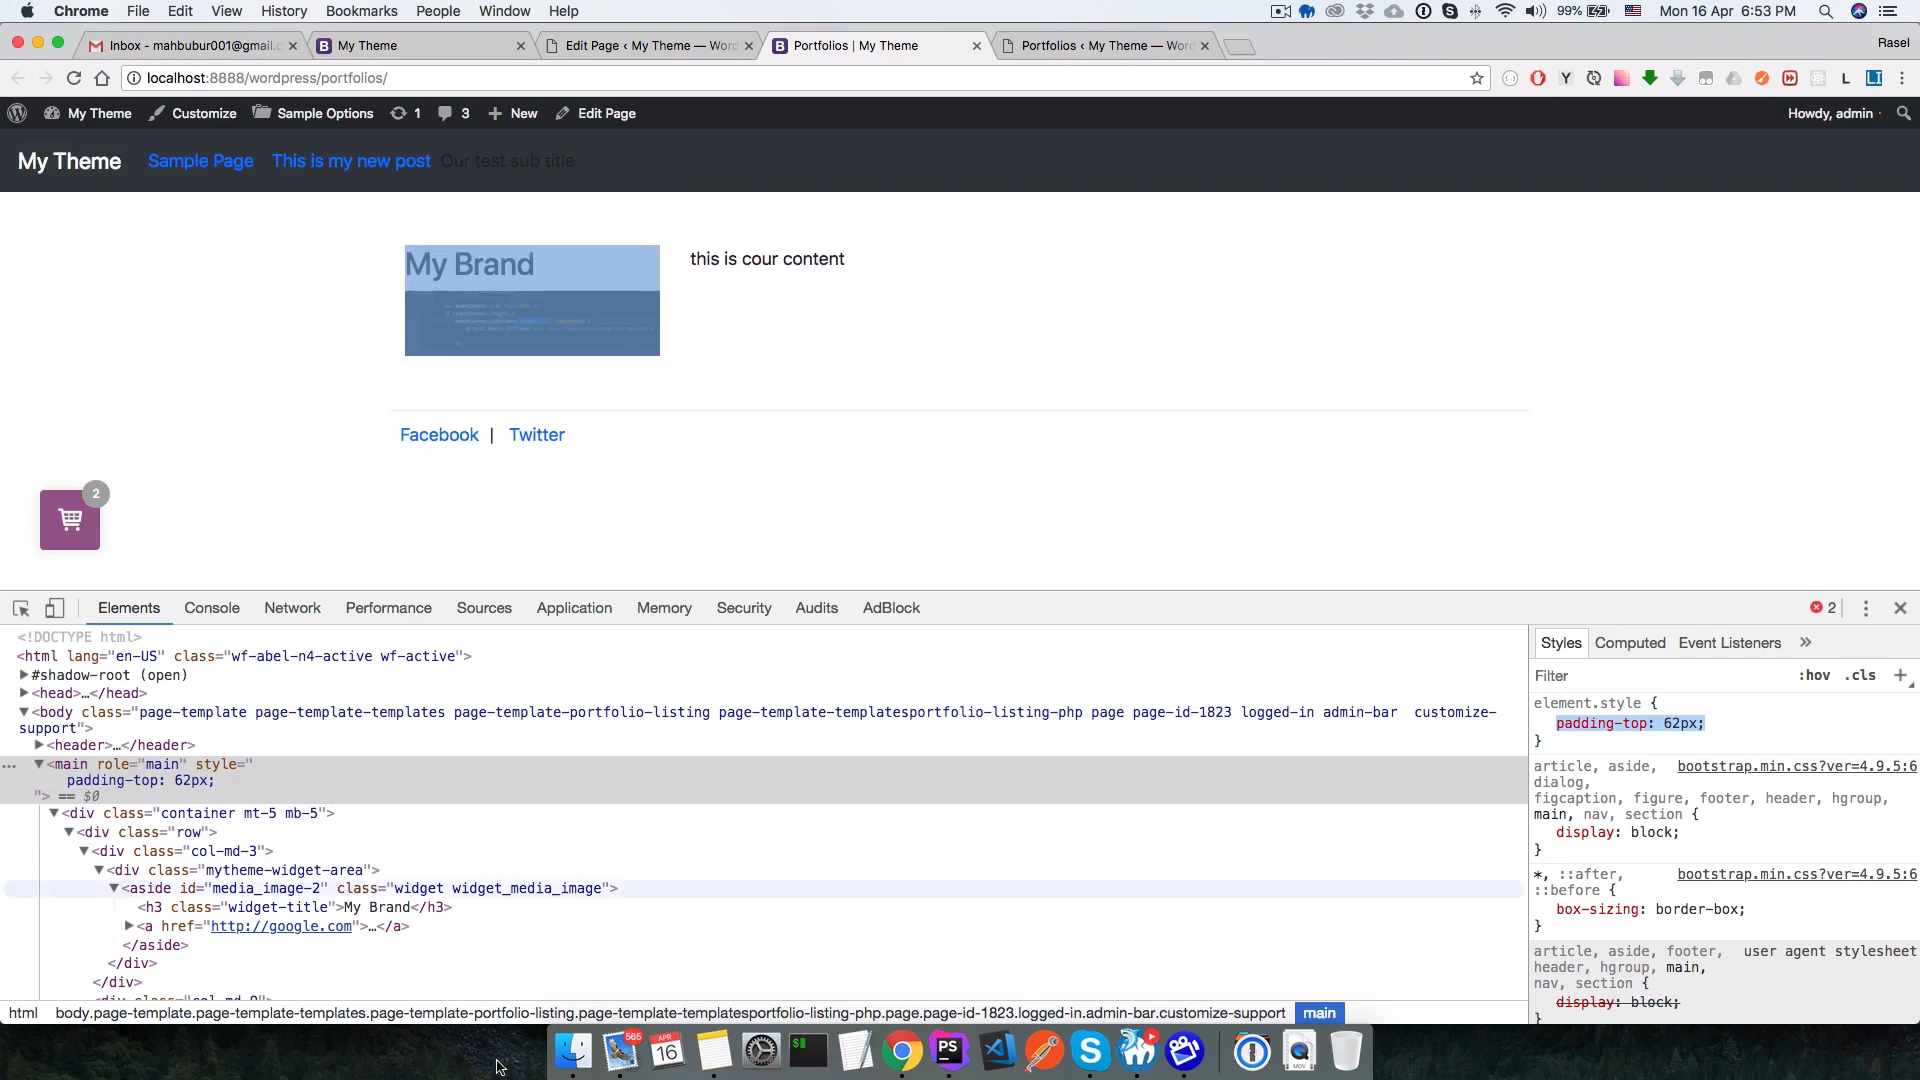 Chrome File Edit View History Bookmarks People Window Help 99% Mon 16 Apr 6:53 PM
Inbox - mahbubur001@gmail.c
My Theme
Edit Page ‹ My Theme — Word
Portfolios | My Theme
Portfolios ‹ My Theme — Word
Rasel
localhost:8888/wordpress/portfolios/
My Theme Customize Sample Options 1 3 New Edit Page Howdy, admin
My Theme Sample Page This is my new post Our test sub title
My Brand
this is cour content
Facebook | Twitter
2
Elements Console Network Performance Sources Application Memory Security Audits AdBlock 2
<!DOCTYPE html>
<html lang="en-US" class="wf-abel-n4-active wf-active">
#shadow-root (open)
<head>…</head>
<body class="page-template page-template-templates page-template-portfolio-listing page-template-templatesportfolio-listing-php page page-id-1823 logged-in admin-bar customize-
support">
<header>…</header>
<main role="main" style="
padding-top: 62px;
"> == $0
<div class="container mt-5 mb-5">
<div class="row">
<div class="col-md-3">
<div class="mytheme-widget-area">
<aside id="media_image-2" class="widget widget_media_image">
<h3 class="widget-title">My Brand</h3>
<a href="http://google.com">…</a>
</aside>
</div>
</div>
<div class="col-md-9">
html body.page-template.page-template-templates.page-template-portfolio-listing.page-template-templatesportfolio-listing-php.page.page-id-1823.logged-in.admin-bar.customize-support main
Styles Computed Event Listeners »
Filter :hov .cls +
element.style {
padding-top: 62px;
}
article, aside, bootstrap.min.css?ver=4.9.5:6
dialog,
figcaption, figure, footer, header, hgroup,
main, nav, section {
display: block;
}
*, ::after, bootstrap.min.css?ver=4.9.5:6
::before {
box-sizing: border-box;
}
article, aside, footer, user agent stylesheet
header, hgroup, main,
nav, section {
display: block;
}
565
APR
16
PS
MOV